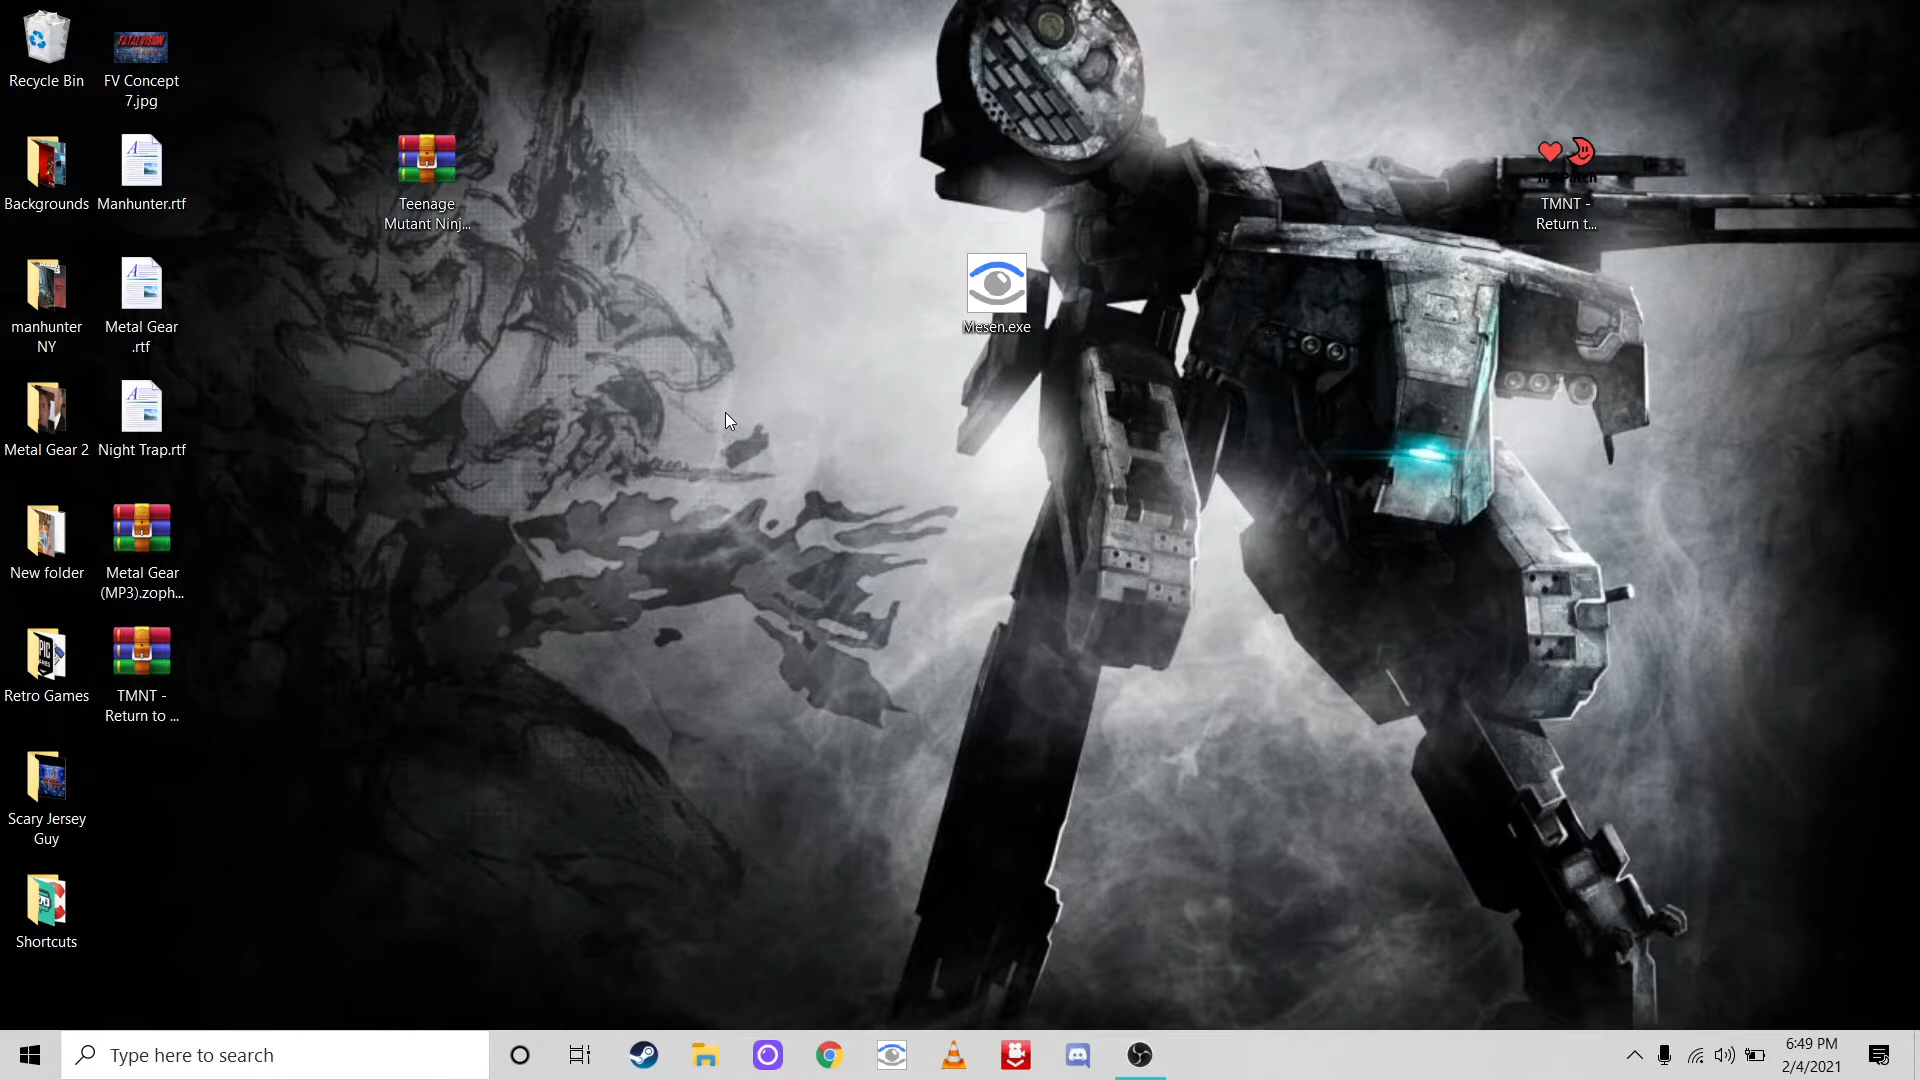 Recycle Bin
FV Concept
7.jpg
FATAL VISION
Backgrounds
Manhunter.rtf
Teenage
Mutant Ninj...
TMNT -
Return t...
manhunter
NY
Metal Gear
.rtf
Mesen.exe
Metal Gear 2
Night Trap.rtf
New folder
Metal Gear
(MP3).zoph...
Retro Games
TMNT -
Return to ...
Scary Jersey
Guy
Shortcuts
Type here to search
6:49 PM
2/4/2021